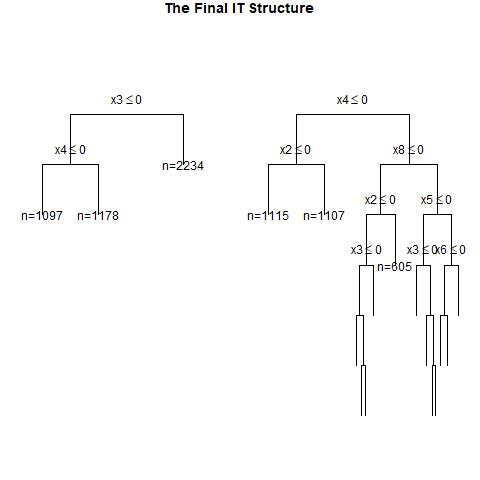 The Final IT Structure
x3 ≤ 0
x4 ≤ 0
x4 ≤ 0
n=2234
x2 ≤ 0
x8 ≤ 0
n=1097
n=1178
n=1115
n=1107
x2 ≤ 0
x5 ≤ 0
x3 ≤ 0
n=605
x3 ≤ 0
x6 ≤ 0